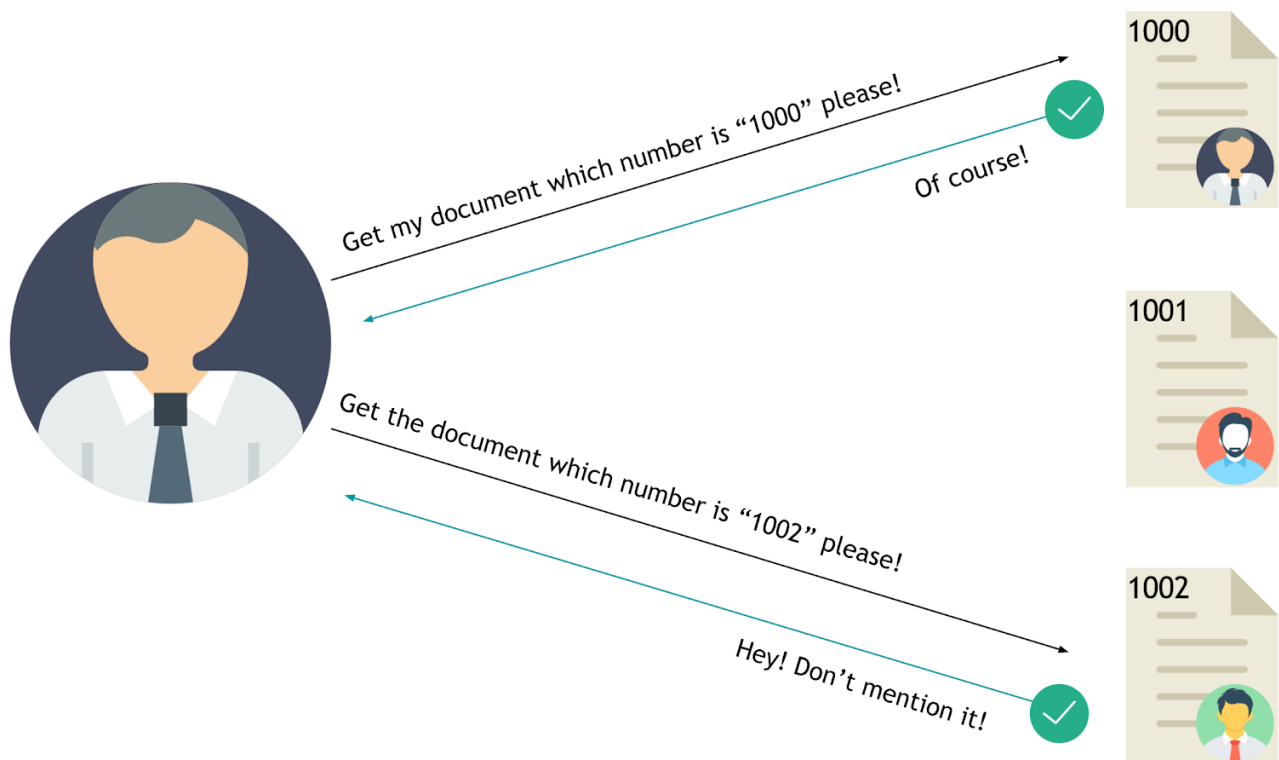 1000
Get my document which number is “1000” please!
Of course!
1001
Get the document which number is “1002” please!
1002
Hey! Don’t mention it!